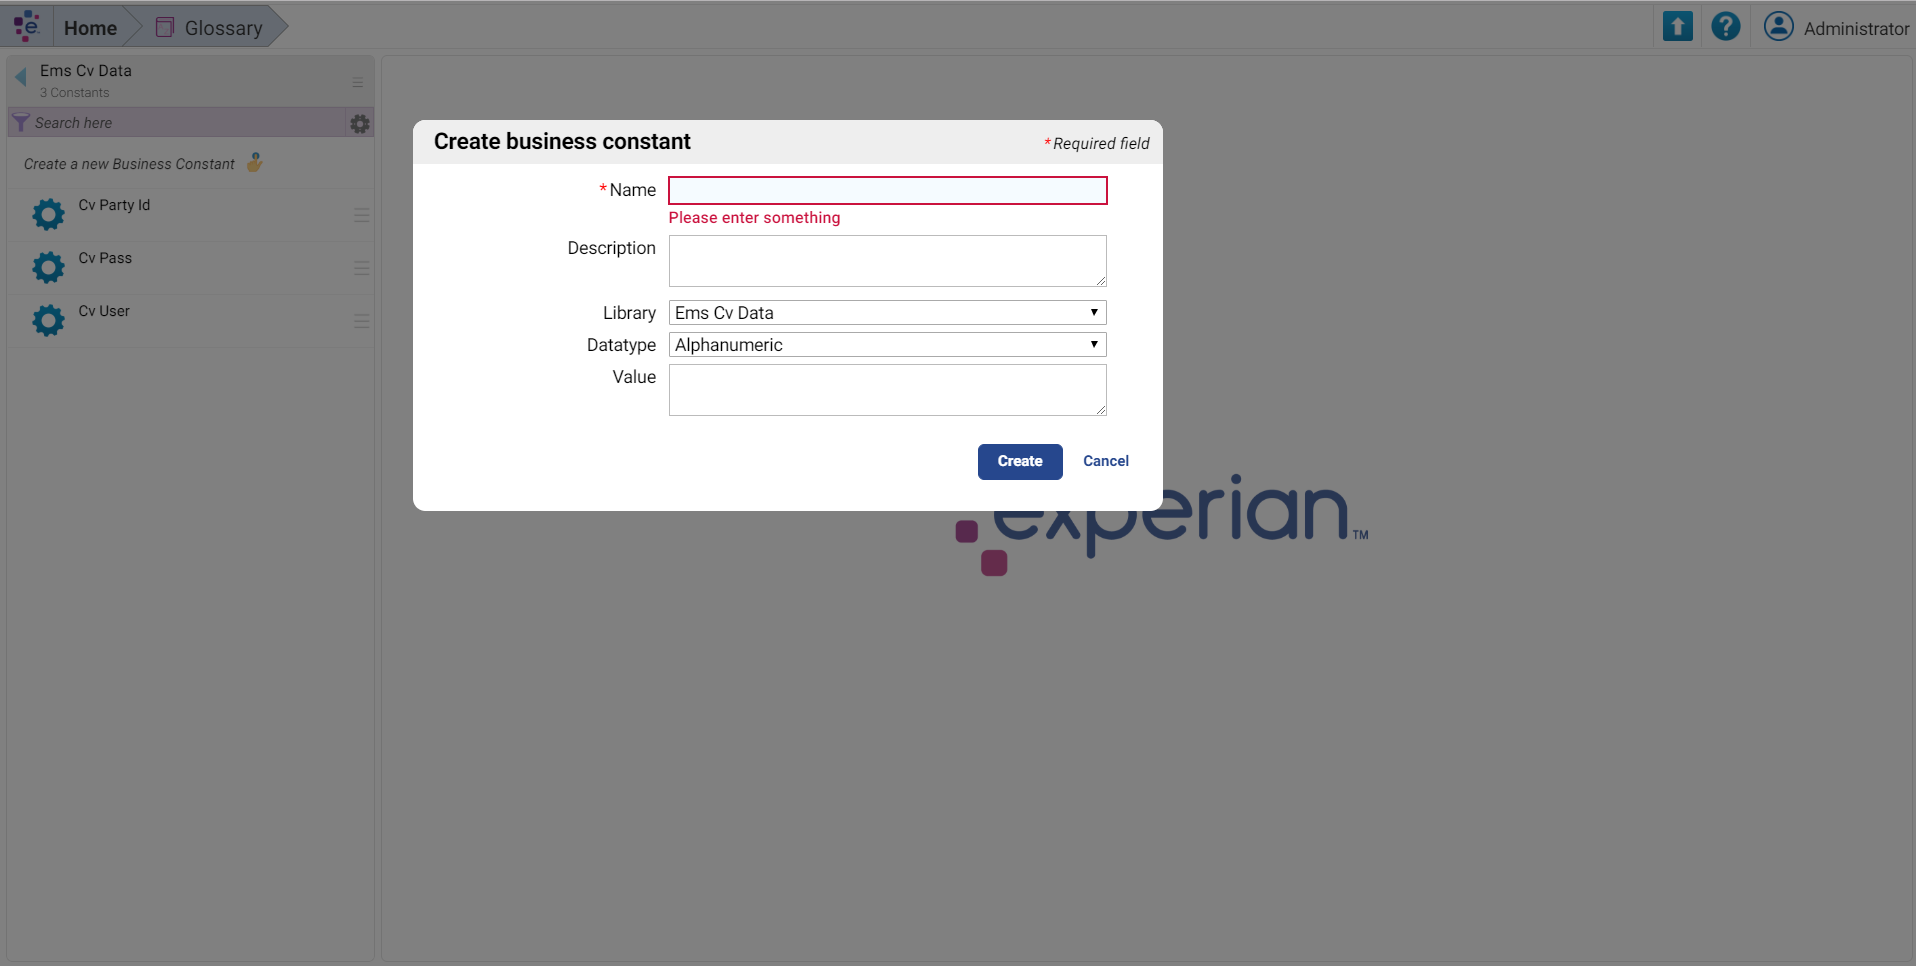 Home
Glossary
Administrator
Ems Cv Data
3 Constants
Search here
Create a new Business Constant
Cv Party Id
Cv Pass
Cv User
Create business constant
*Required field
*Name
Please enter something
Description
Library
Ems Cv Data
Datatype
Alphanumeric
Value
Create
Cancel
experian™